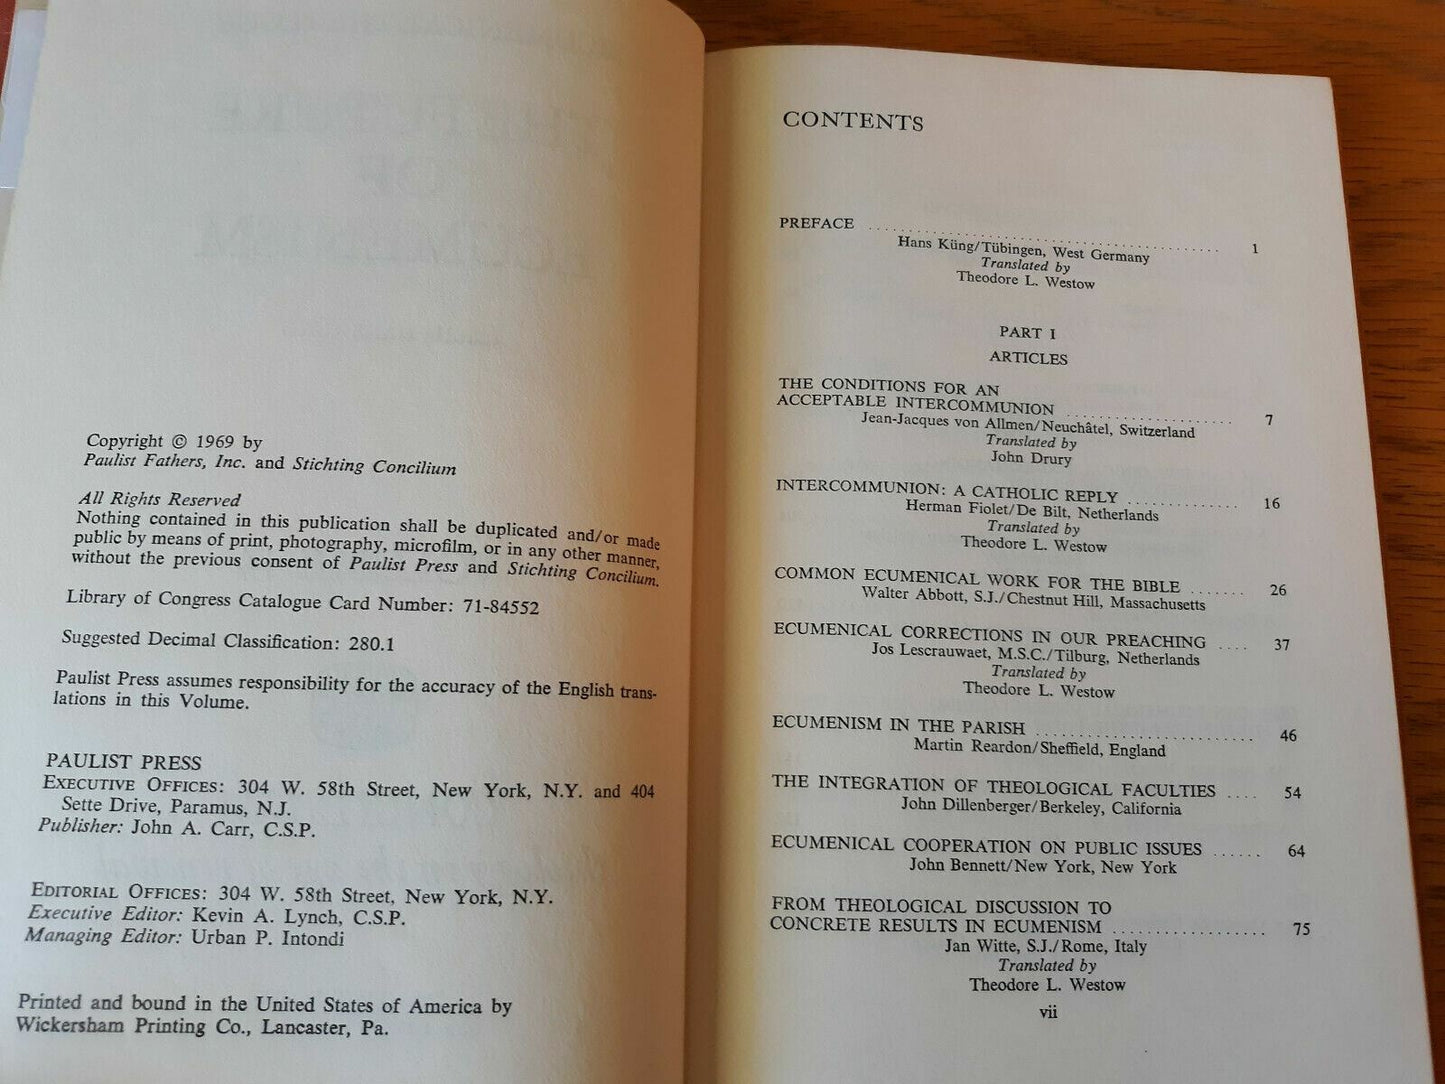 Copyright © 1969 by
Paulist Fathers, Inc. and Stichting Concilium
All Rights Reserved
Nothing contained in this publication shall be duplicated and/or made
public by means of print, photography, microfilm, or in any other manner,
without the previous consent of Paulist Press and Stichting Concilium.
Library of Congress Catalogue Card Number: 71-84552
Suggested Decimal Classification: 280.1
Paulist Press assumes responsibility for the accuracy of the English trans-
lations in this Volume.
PAULIST PRESS
EXECUTIVE OFFICES: 304 W. 58th Street, New York, N.Y. and 404
Sette Drive, Paramus, N.J.
Publisher: John A. Carr, C.S.P.
EDITORIAL OFFICES: 304 W. 58th Street, New York, N.Y.
Executive Editor: Kevin A. Lynch, C.S.P.
Managing Editor: Urban P. Intondi
Printed and bound in the United States of America by
Wickersham Printing Co., Lancaster, Pa.
CONTENTS
PREFACE ........................................ 1
Hans Küng/Tübingen, West Germany
Translated by
Theodore L. Westow
PART I
ARTICLES
THE CONDITIONS FOR AN
ACCEPTABLE INTERCOMMUNION .................... 7
Jean-Jacques von Allmen/Neuchâtel, Switzerland
Translated by
John Drury
INTERCOMMUNION: A CATHOLIC REPLY .............. 16
Herman Fiolet/De Bilt, Netherlands
Translated by
Theodore L. Westow
COMMON ECUMENICAL WORK FOR THE BIBLE ....... 26
Walter Abbott, S.J./Chestnut Hill, Massachusetts
ECUMENICAL CORRECTIONS IN OUR PREACHING .... 37
Jos Lescrauwaet, M.S.C./Tilburg, Netherlands
Translated by
Theodore L. Westow
ECUMENISM IN THE PARISH ........................... 46
Martin Reardon/Sheffield, England
THE INTEGRATION OF THEOLOGICAL FACULTIES .... 54
John Dillenberger/Berkeley, California
ECUMENICAL COOPERATION ON PUBLIC ISSUES ...... 64
John Bennett/New York, New York
FROM THEOLOGICAL DISCUSSION TO
CONCRETE RESULTS IN ECUMENISM ................... 75
Jan Witte, S.J./Rome, Italy
Translated by
Theodore L. Westow
vii